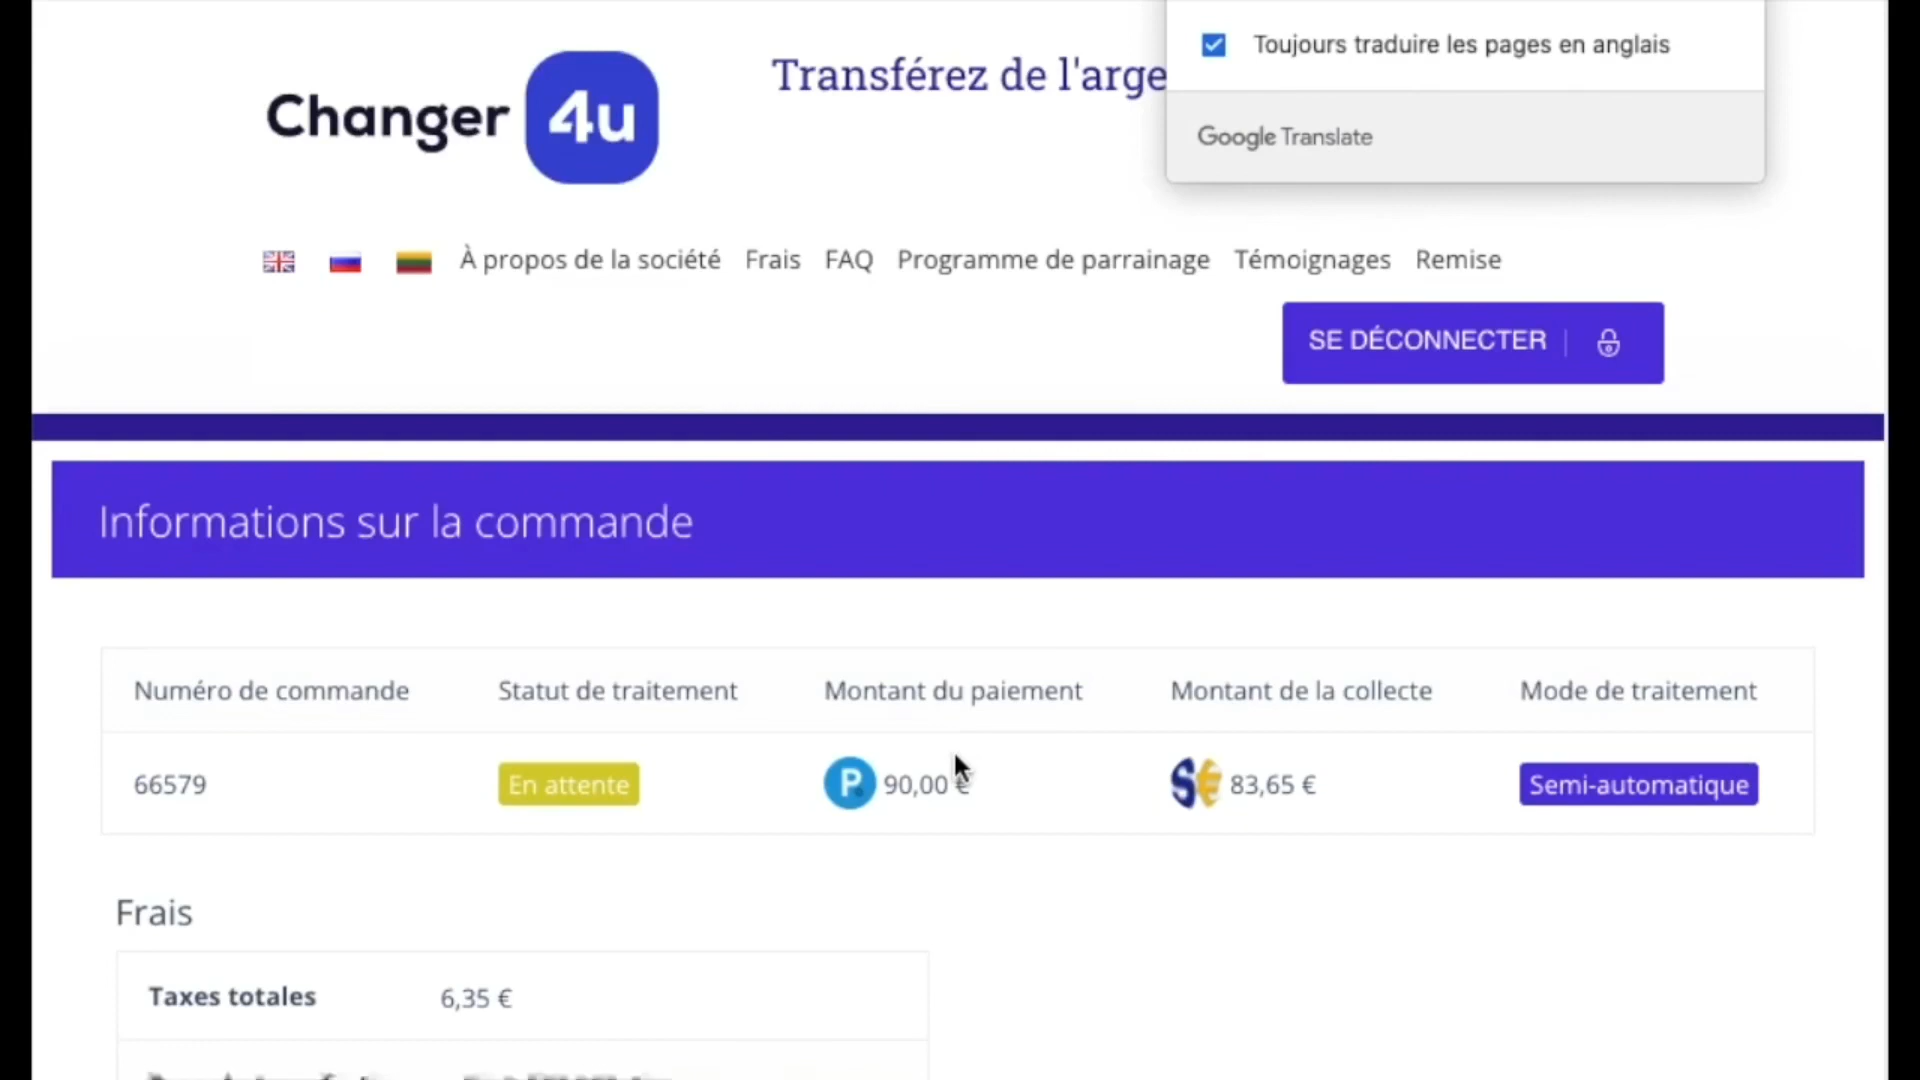 Toujours traduire les pages en anglais
Changer 4u
Transférez de l'arge
Google Translate
À propos de la société Frais FAQ Programme de parrainage Témoignages Remise
SE DÉCONNECTER
Informations sur la commande
Numéro de commande Statut de traitement Montant du paiement Montant de la collecte Mode de traitement
66579 En attente P 90,00 € S€ 83,65 € Semi-automatique
Frais
Taxes totales 6,35 €